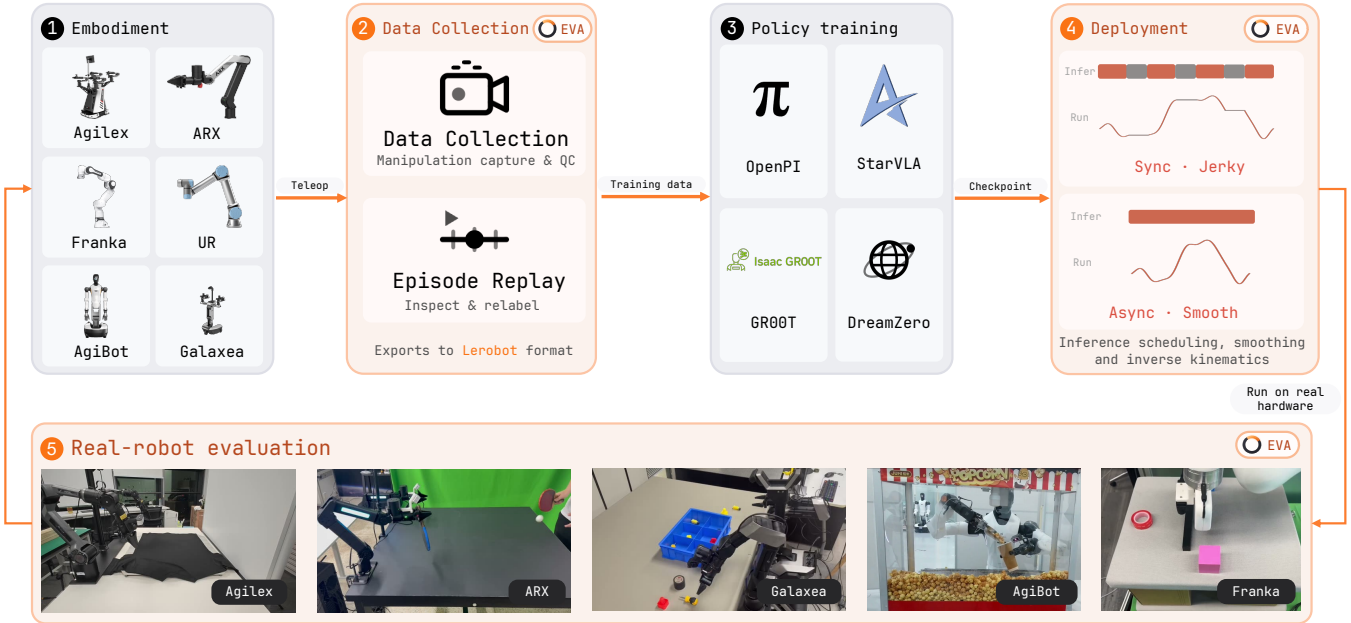 1 Embodiment
Agilex
ARX
Franka
UR
AgiBot
Galaxea
Teleop
2 Data Collection
EVA
Data Collection
Manipulation capture & QC
Episode Replay
Inspect & relabel
Exports to Lerobot format
Training data
3 Policy training
π
OpenPI
StarVLA
Isaac GR00T
GR00T
DreamZero
Checkpoint
4 Deployment
EVA
Infer
Run
Sync · Jerky
Infer
Run
Async · Smooth
Inference scheduling, smoothing
and inverse kinematics
Run on real
hardware
5 Real-robot evaluation
EVA
Agilex
ARX
Galaxea
POPCORN
AgiBot
Franka